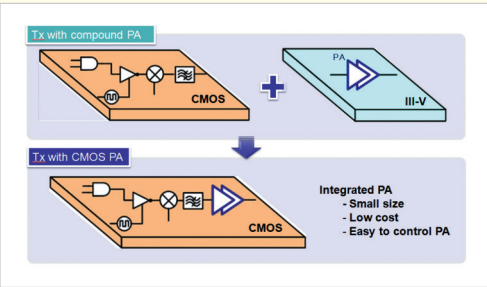 Tx with compound PA
CMOS
PA
III-V
Tx with CMOS PA
CMOS
Integrated PA
- Small size
- Low cost
- Easy to control PA